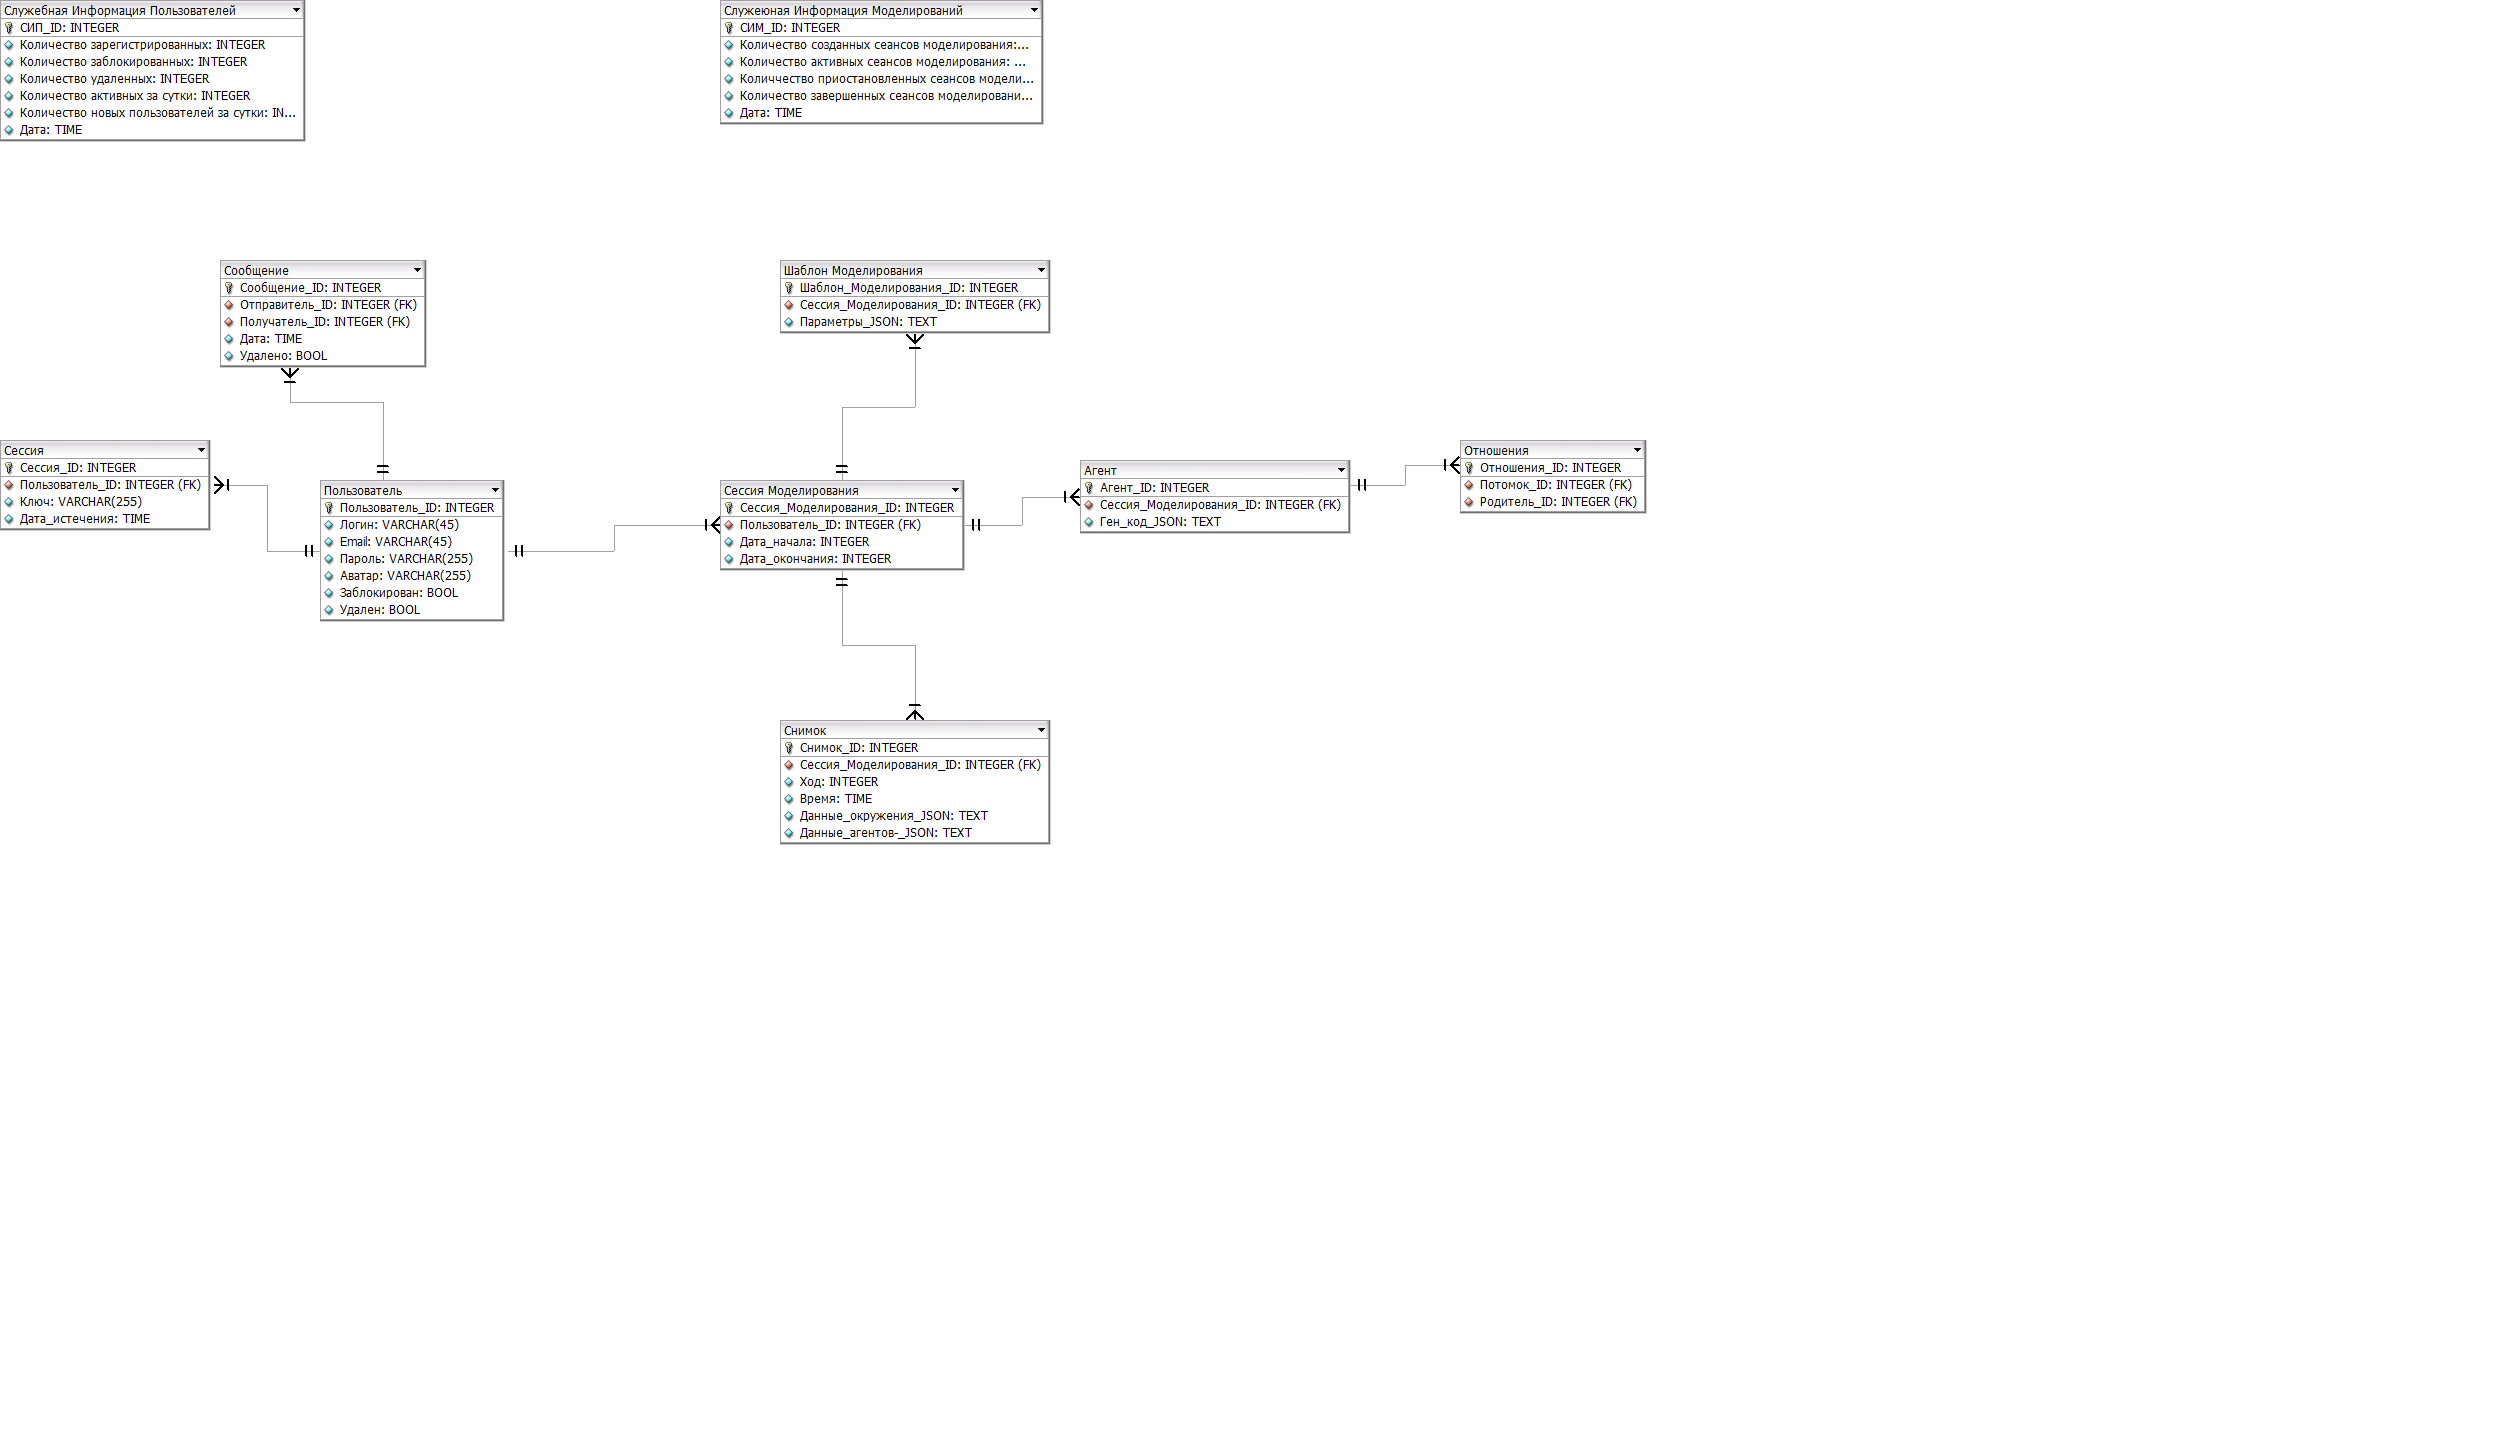 Служебная Информация Пользователей
СИП_ID: INTEGER
Количество зарегистрированных: INTEGER
Количество заблокированных: INTEGER
Количество удаленных: INTEGER
Количество активных за сутки: INTEGER
Количество новых пользователей за сутки: IN...
Дата: TIME
Служеюная Информация Моделирований
СИМ_ID: INTEGER
Количество созданных сеансов моделирования:...
Количество активных сеансов моделирования: ...
Количчество приостановленных сеансов модели...
Количество завершенных сеансов моделировани...
Дата: TIME
Сообщение
Сообщение_ID: INTEGER
Отправитель_ID: INTEGER (FK)
Получатель_ID: INTEGER (FK)
Дата: TIME
Удалено: BOOL
Шаблон Моделирования
Шаблон_Моделирования_ID: INTEGER
Сессия_Моделирования_ID: INTEGER (FK)
Параметры_JSON: TEXT
Сессия
Сессия_ID: INTEGER
Пользователь_ID: INTEGER (FK)
Ключ: VARCHAR(255)
Дата_истечения: TIME
Пользователь
Пользователь_ID: INTEGER
Логин: VARCHAR(45)
Email: VARCHAR(45)
Пароль: VARCHAR(255)
Аватар: VARCHAR(255)
Заблокирован: BOOL
Удален: BOOL
Сессия Моделирования
Сессия_Моделирования_ID: INTEGER
Пользователь_ID: INTEGER (FK)
Дата_начала: INTEGER
Дата_окончания: INTEGER
Агент
Агент_ID: INTEGER
Сессия_Моделирования_ID: INTEGER (FK)
Ген_код_JSON: TEXT
Отношения
Отношения_ID: INTEGER
Потомок_ID: INTEGER (FK)
Родитель_ID: INTEGER (FK)
Снимок
Снимок_ID: INTEGER
Сессия_Моделирования_ID: INTEGER (FK)
Ход: INTEGER
Время: TIME
Данные_окружения_JSON: TEXT
Данные_агентов-_JSON: TEXT